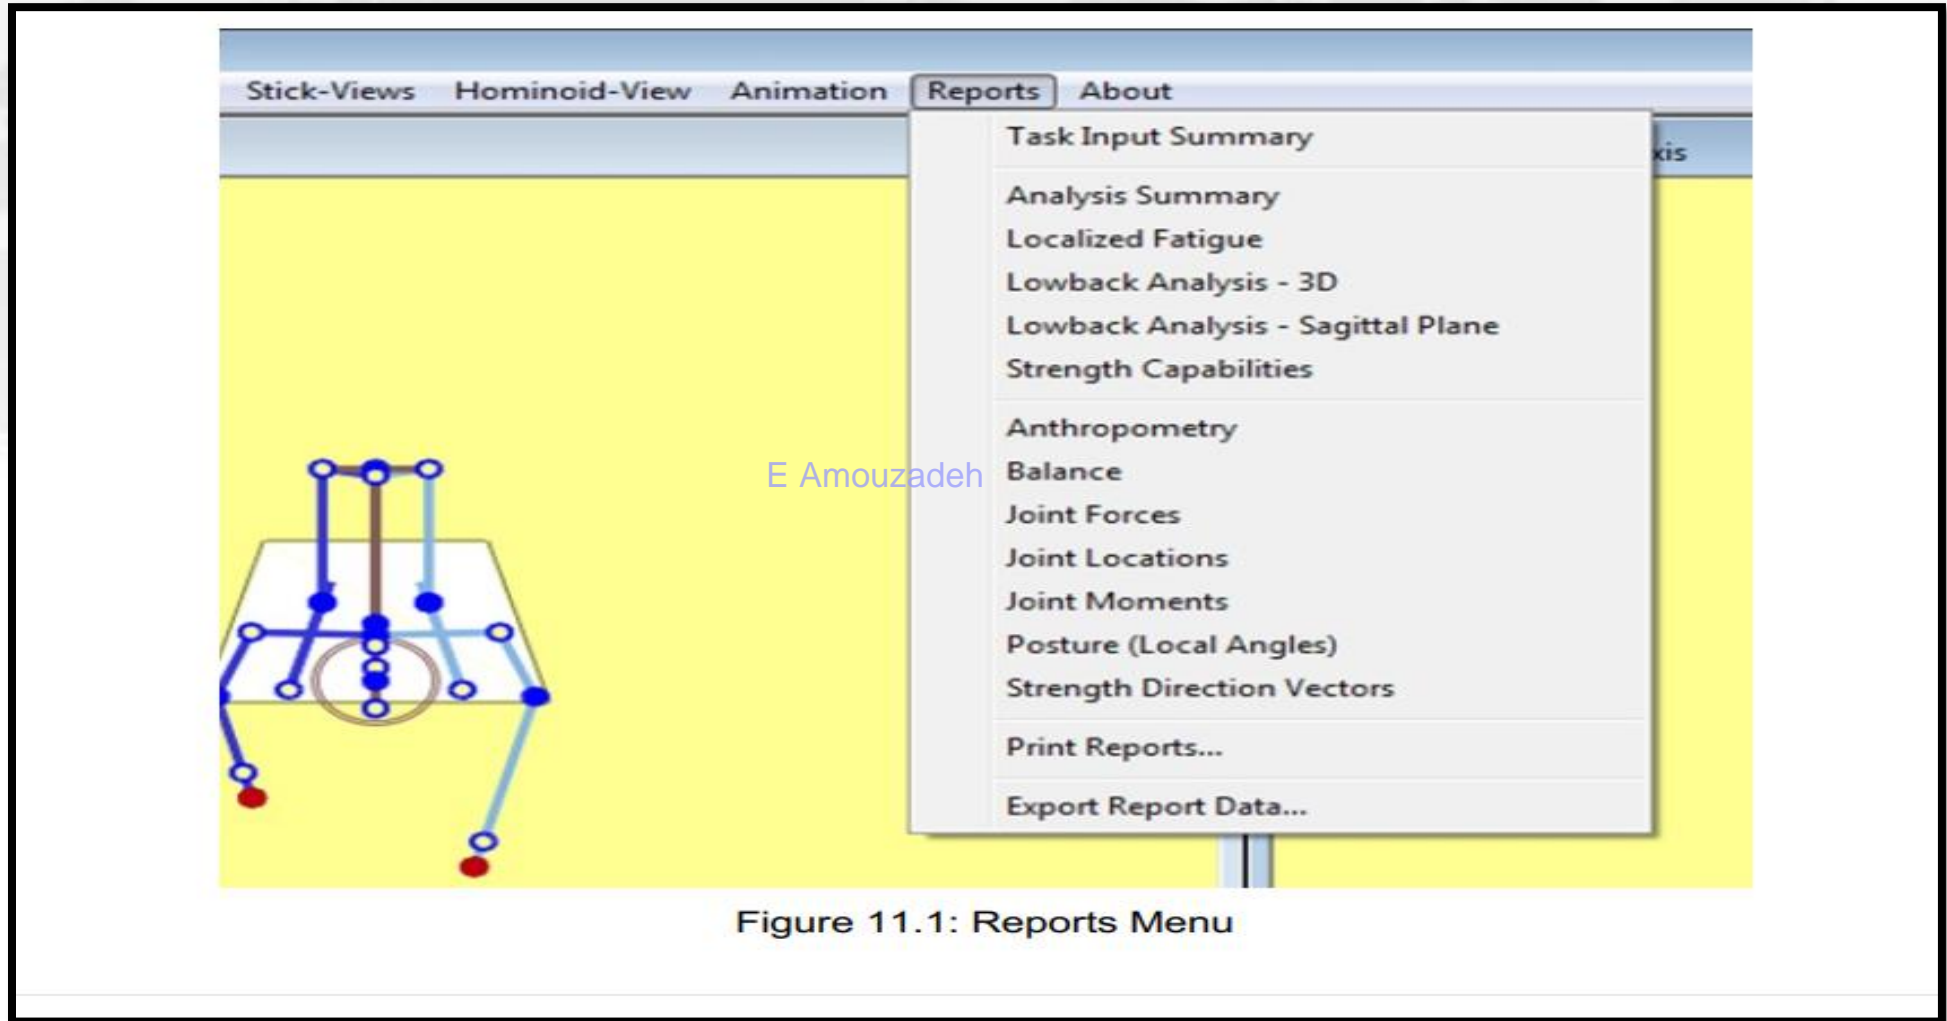 Stick-Views Hominoid-View Animation Reports About
Task Input Summary
xis
Analysis Summary
Localized Fatigue
Lowback Analysis - 3D
Lowback Analysis - Sagittal Plane
Strength Capabilities
Anthropometry
E Amouzadeh
Balance
Joint Forces
Joint Locations
Joint Moments
Posture (Local Angles)
Strength Direction Vectors
Print Reports...
Export Report Data...
Figure 11.1: Reports Menu